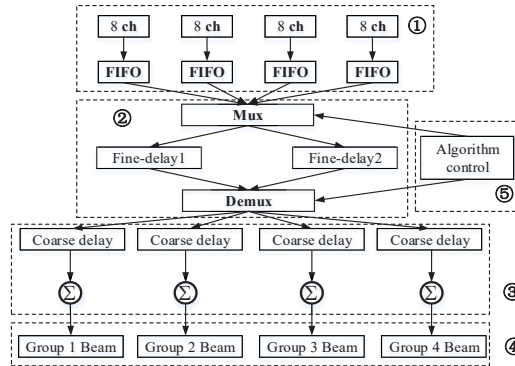 8 ch 8 ch 8 ch 8 ch ①
FIFO FIFO FIFO FIFO
② Mux
Fine-delay1 Fine-delay2 Algorithm
control
Demux ⑤
Coarse delay Coarse delay Coarse delay Coarse delay
Σ Σ Σ Σ ③
Group 1 Beam Group 2 Beam Group 3 Beam Group 4 Beam ④